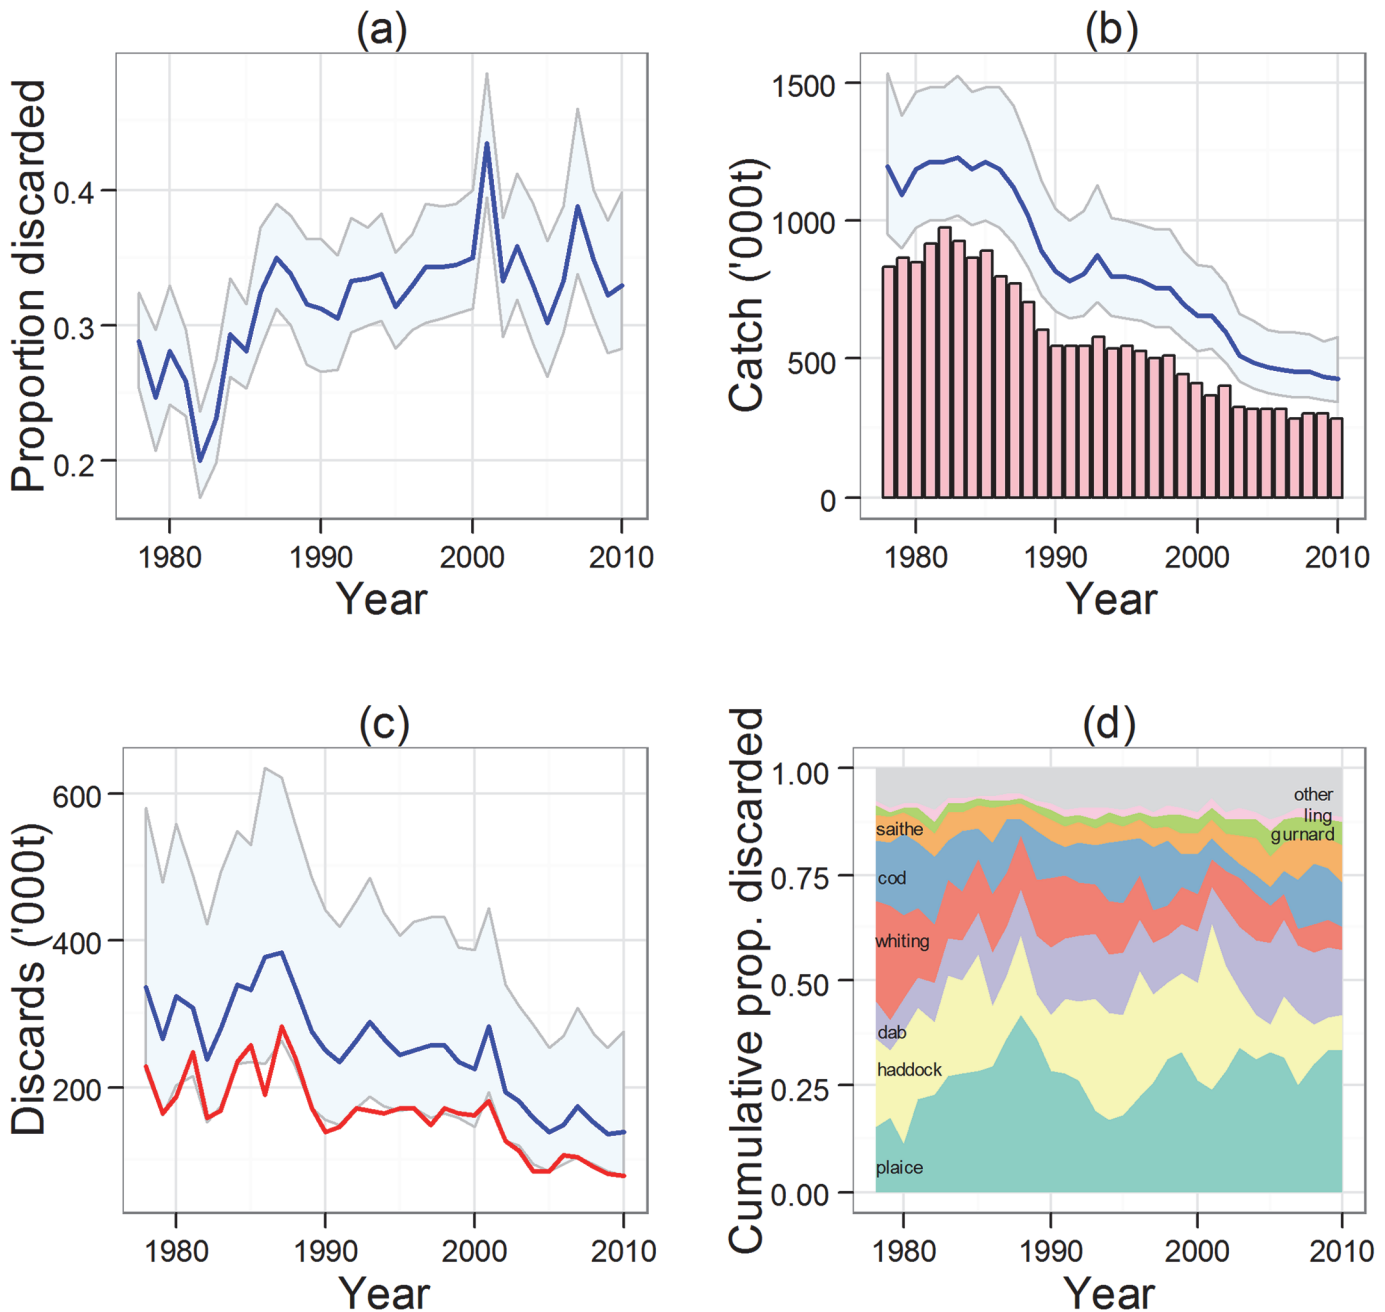 (a)
Proportion discarded
0.4
0.3
0.2
1980 1990 2000 2010
Year
(b)
Catch ('000t)
1500
1000
500
0
1980 1990 2000 2010
Year
(c)
Discards ('000t)
600
400
200
1980 1990 2000 2010
Year
(d)
Cumulative prop. discarded
1.00
0.75
0.50
0.25
0.00
other
ling
gurnard
saithe
cod
whiting
dab
haddock
plaice
1980 1990 2000 2010
Year